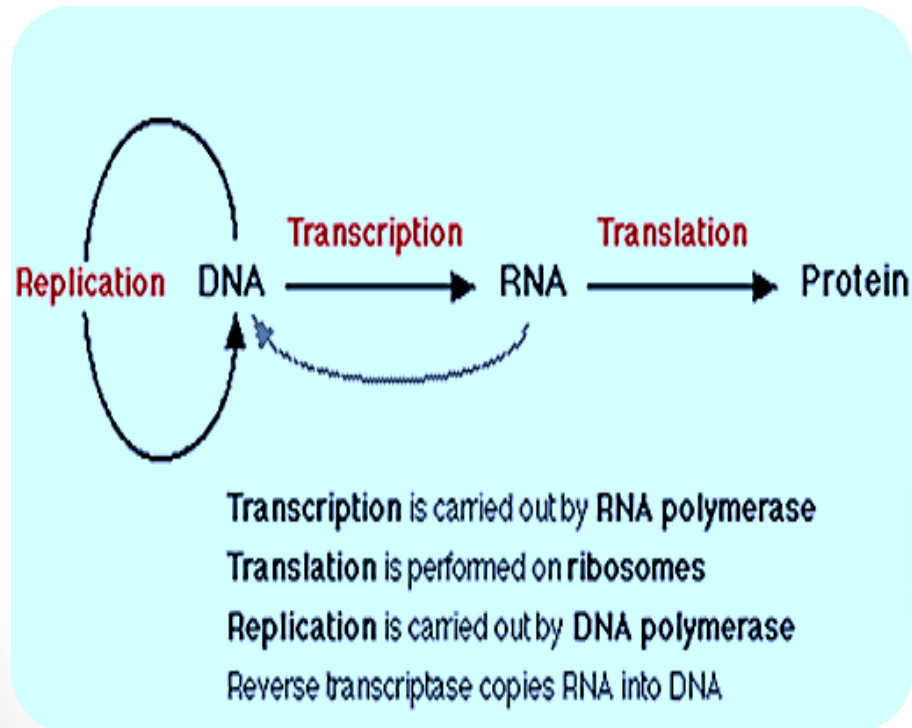 Transcription Translation
Replication DNA RNA Protein
Transcription is carried out by RNA polymerase
Translation is performed on ribosomes
Replication is carried out by DNA polymerase
Reverse transcriptase copies RNA into DNA